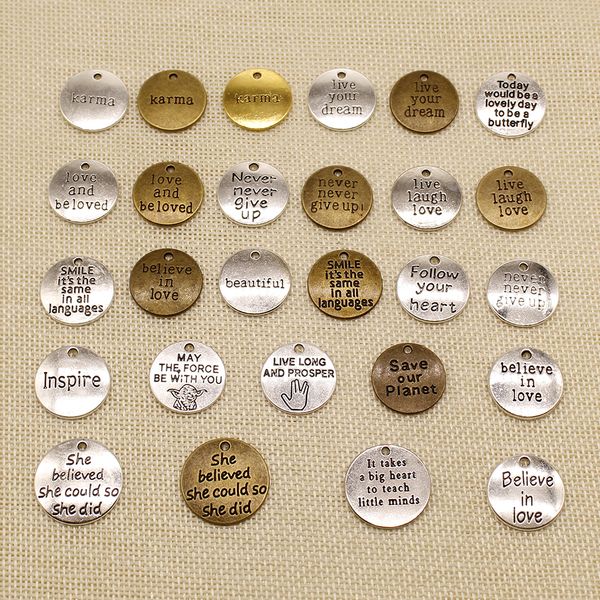 karma
karma
karma
live
your
dream
live
your
dream
Today
would be a
lovely day
to be a
butterfly
love
and
be loved
love
and
be loved
Never
never
give
up
never
never
give up!
live
laugh
love
live
laugh
love
SMILE
it's the
same
in all
languages
believe
in
love
beautiful
SMILE
it's the
same
in all
languages
Follow
your
heart
never
never
give up!
Inspire
MAY
THE FORCE
BE WITH YOU
LIVE LONG
AND PROSPER
Save
our
Planet
believe
in
love
She
believed
she could so
she did
She
believed
she could so
she did
It takes
a big heart
to teach
little minds
Believe
in
love